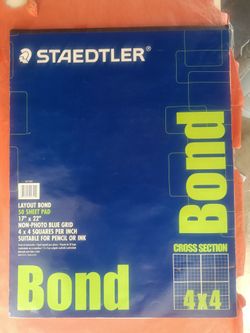 STAEDTLER®
Bond
LAYOUT BOND
50 SHEET PAD
17" x 22"
NON-PHOTO BLUE GRID
4 x 4 SQUARES PER INCH
SUITABLE FOR PENCIL OR INK
CROSS SECTION
4x4
Bond